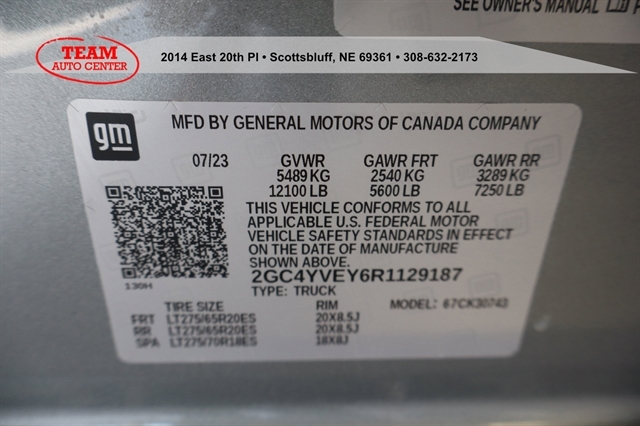 SEE OWNER'S MANUAL
TEAM
AUTO CENTER
2014 East 20th Pl • Scottsbluff, NE 69361 • 308-632-2173
gm
MFD BY GENERAL MOTORS OF CANADA COMPANY
07/23 GVWR GAWR FRT GAWR RR
5489 KG 2540 KG 3289 KG
12100 LB 5600 LB 7250 LB
THIS VEHICLE CONFORMS TO ALL
APPLICABLE U.S. FEDERAL MOTOR
VEHICLE SAFETY STANDARDS IN EFFECT
ON THE DATE OF MANUFACTURE
SHOWN ABOVE.
130H 2GC4YVEY6R1129187
TYPE: TRUCK MODEL: 67CK30743
TIRE SIZE RIM
FRT LT275/65R20ES 20X8.5J
RR LT275/65R20ES 20X8.5J
SPA LT275/70R18ES 18X8J